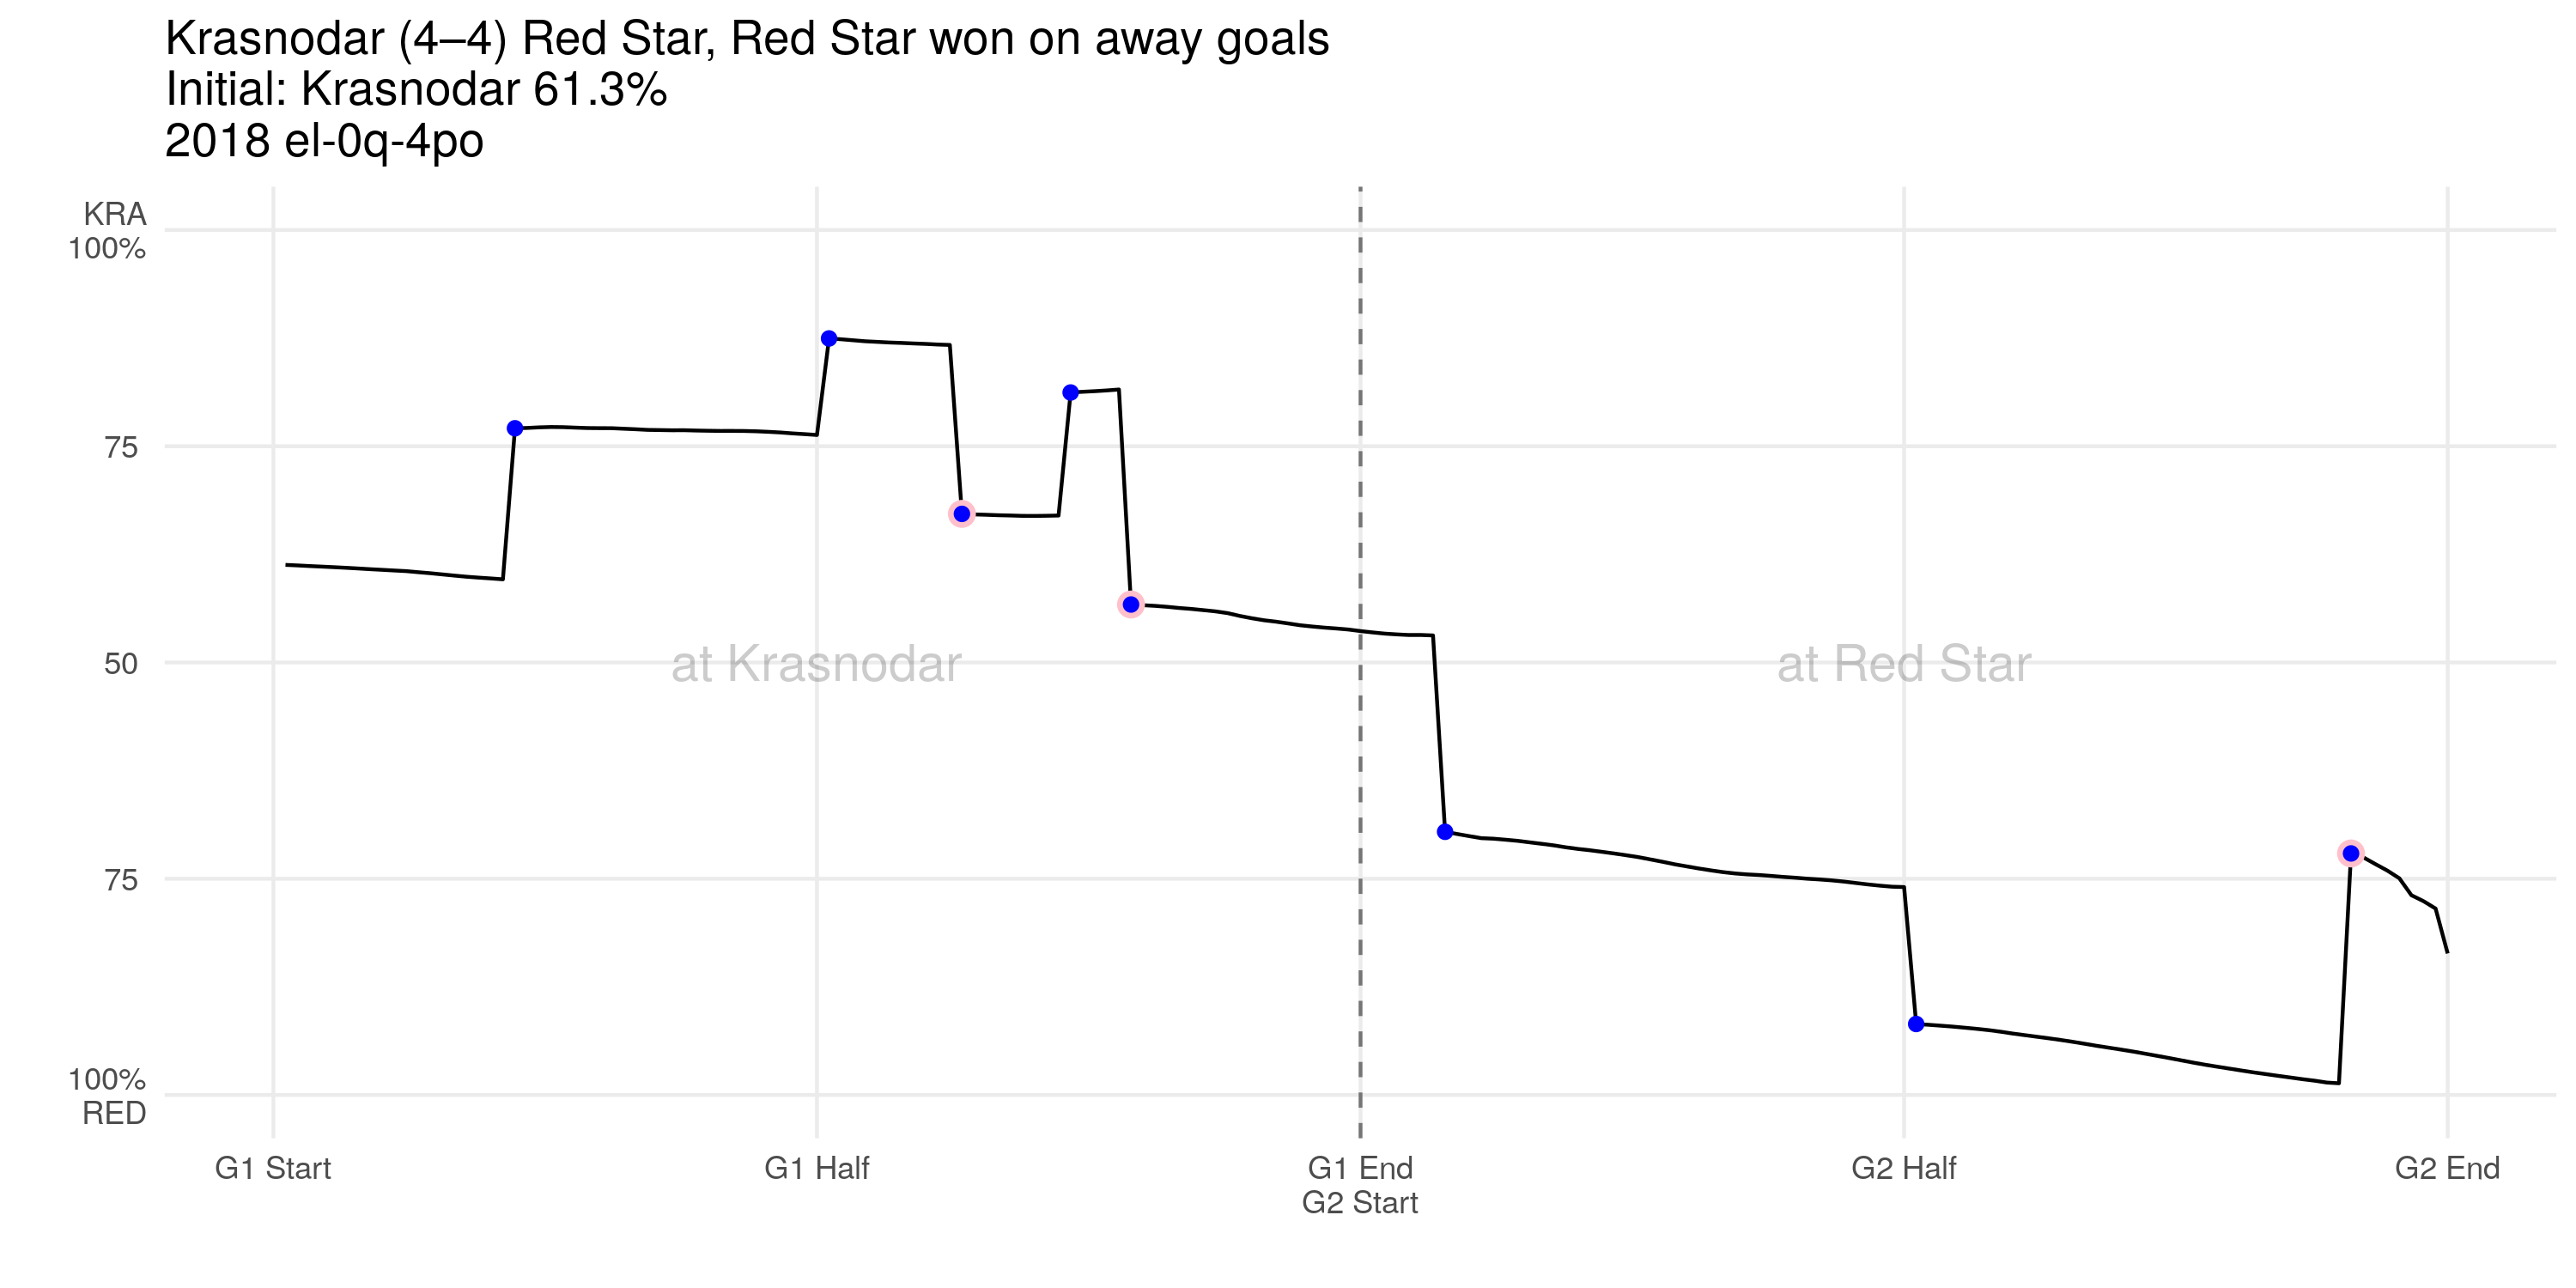 Krasnodar (4–4) Red Star, Red Star won on away goals
Initial: Krasnodar 61.3%
2018 el-0q-4po
KRA
100%
75
50
75
100%
RED
at Krasnodar
at Red Star
G1 Start
G1 Half
G1 End
G2 Start
G2 Half
G2 End